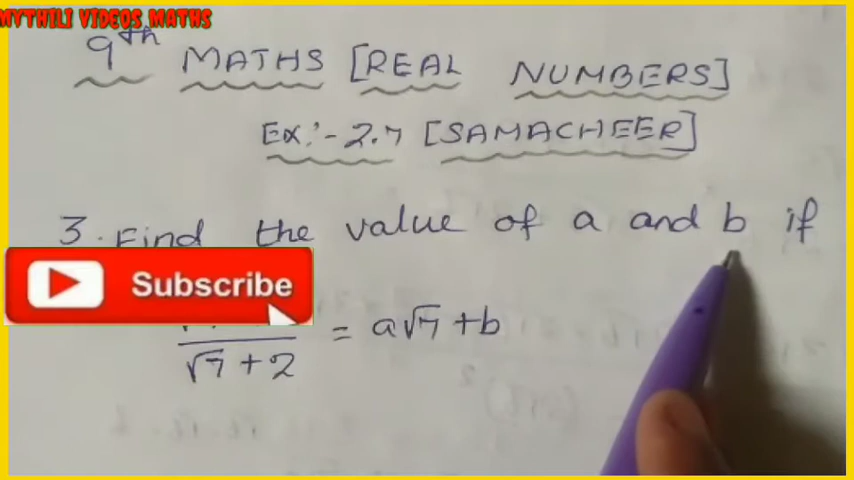 MYTHILI VIDEOS MATHS
9th MATHS [REAL NUMBERS]
Ex:- 2.7 [SAMACHEER]
3. Find the value of a and b if
Subscribe
= a√7 + b
√7 + 2